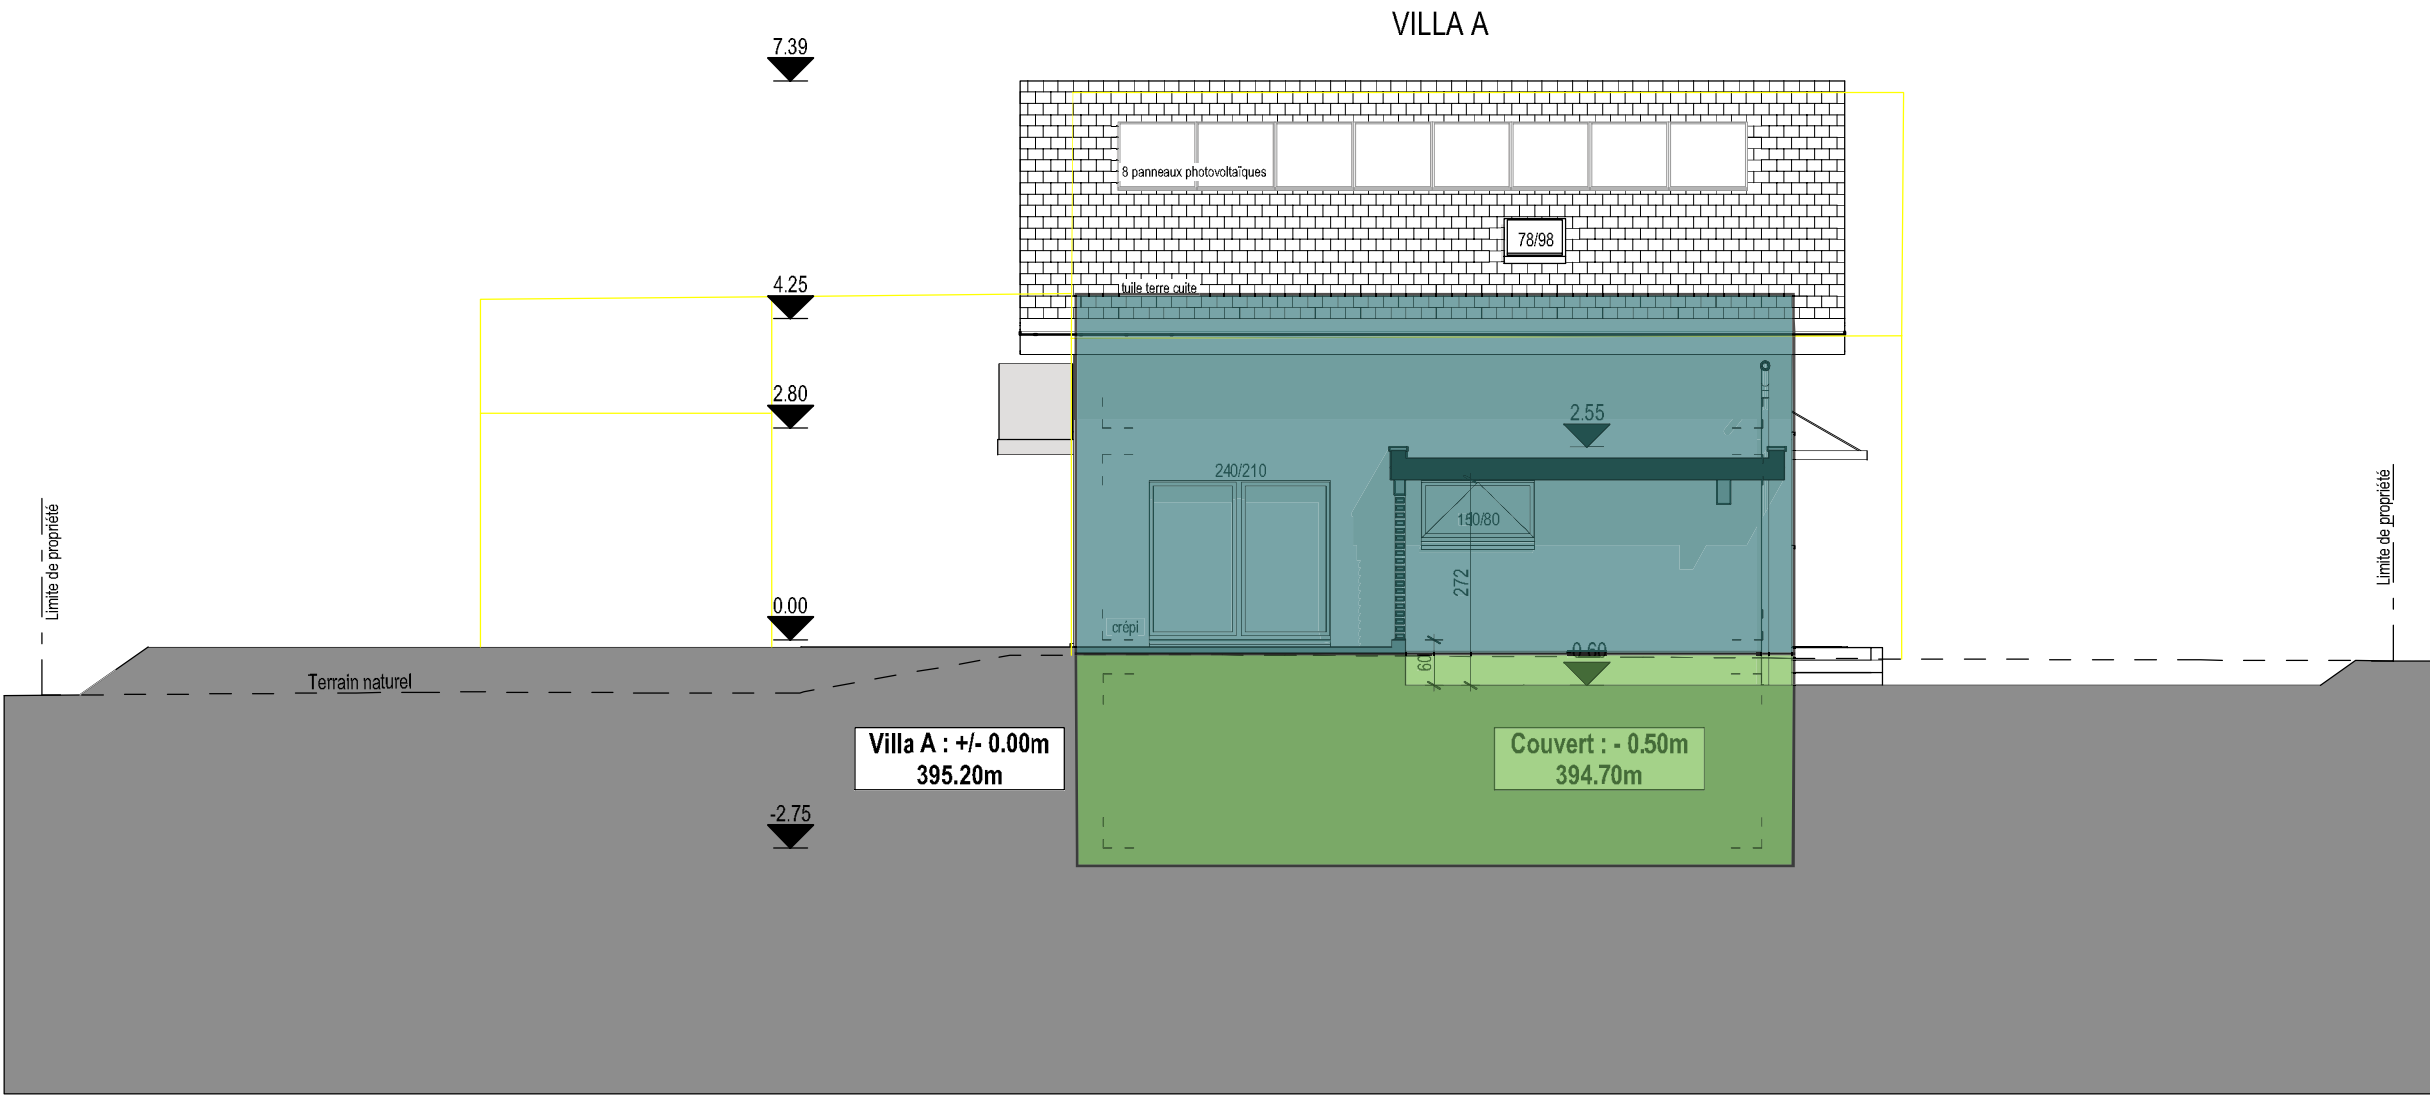 VILLA A
7.39
8 panneaux photovoltaïques
78/98
4.25
tuile terre cuite
2.80
2.55
240/210
150/80
Limite de propriété
Limite de propriété
272
0.00
crépi
60
Terrain naturel
Villa A : +/- 0.00m
395.20m
Couvert : - 0.50m
394.70m
-2.75